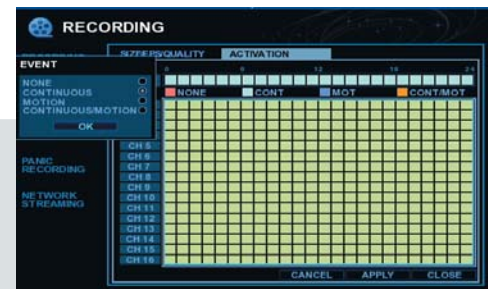 RECORDING
SIZE/FPS/QUALITY ACTIVATION
EVENT
NONE
CONTINUOUS
MOTION
CONTINUOUS/MOTION
OK
0 6 12 18 24
NONE CONT MOT CONT/MOT
CH 5
CH 6
PANIC
RECORDING
CH 7
CH 8
CH 9
NETWORK
STREAMING
CH 10
CH 11
CH 12
CH 13
CH 14
CH 15
CH 16
CANCEL APPLY CLOSE